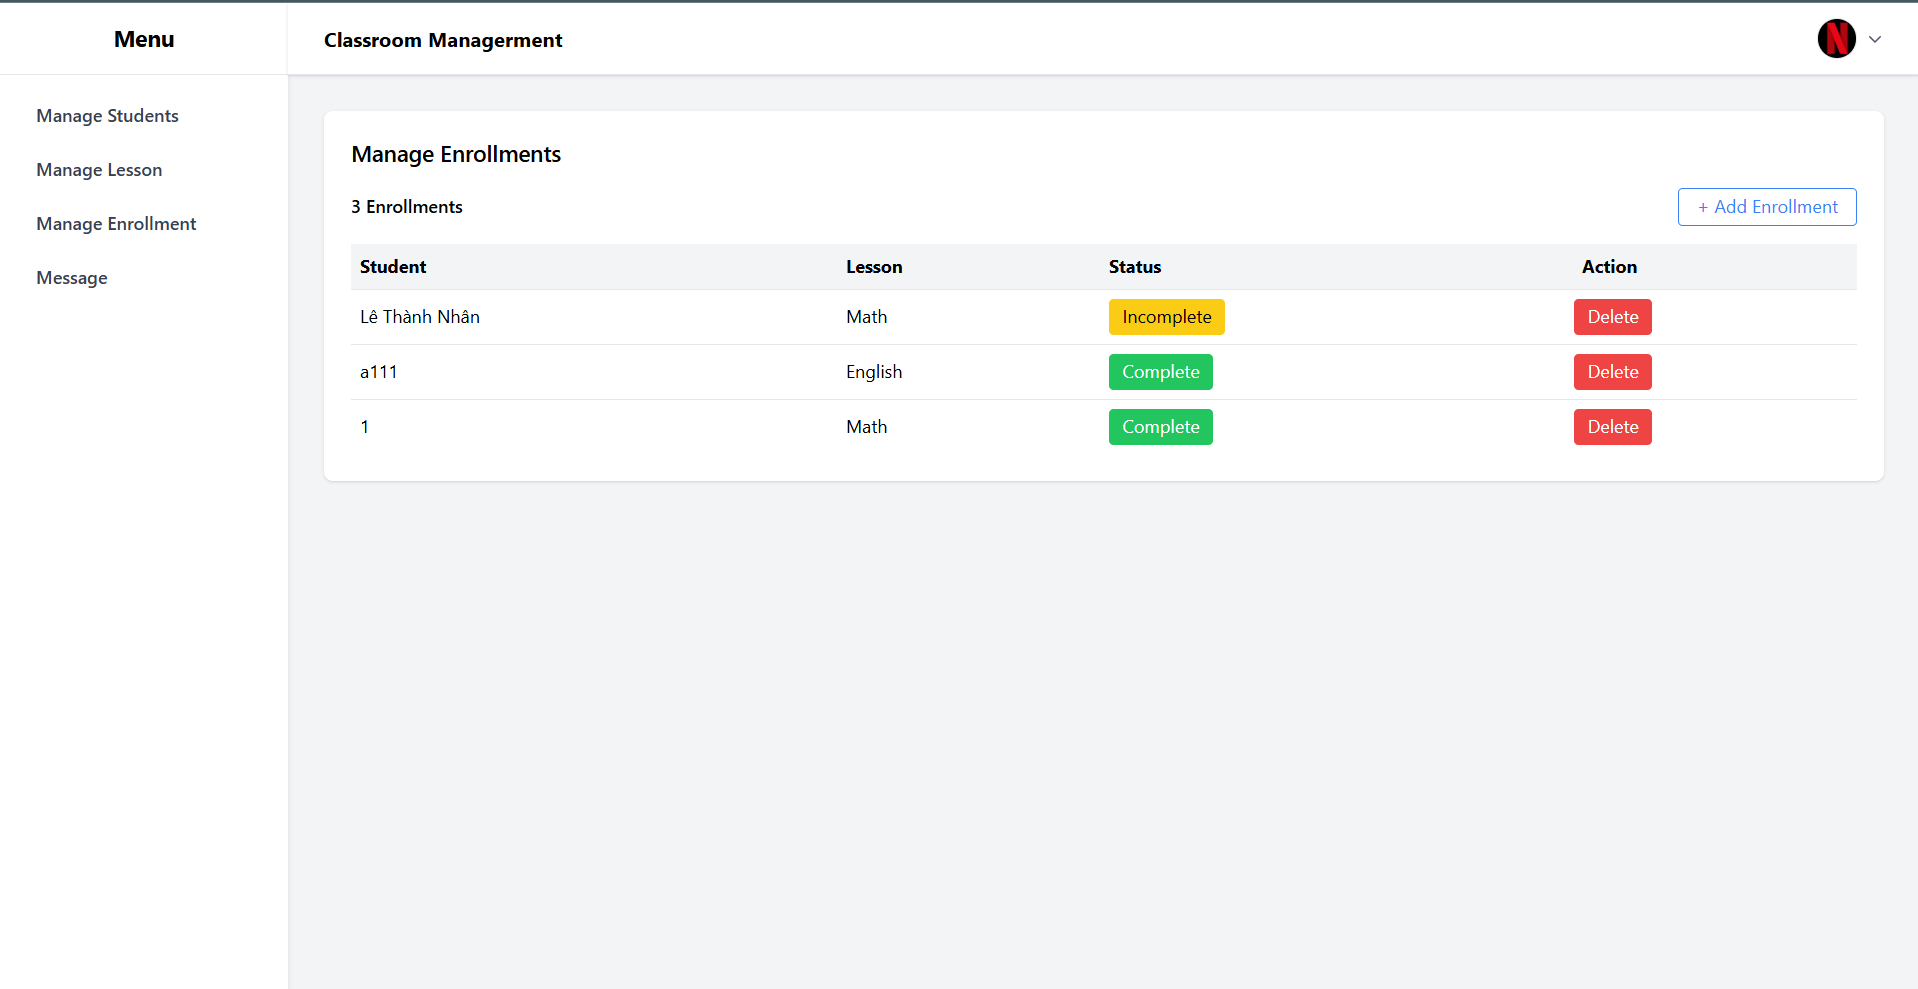 Menu
Classroom Managerment
N
Manage Students
Manage Lesson
Manage Enrollment
Message
Manage Enrollments
3 Enrollments
+ Add Enrollment
Student Lesson Status Action
Lê Thành Nhân Math Incomplete Delete
a111 English Complete Delete
1 Math Complete Delete